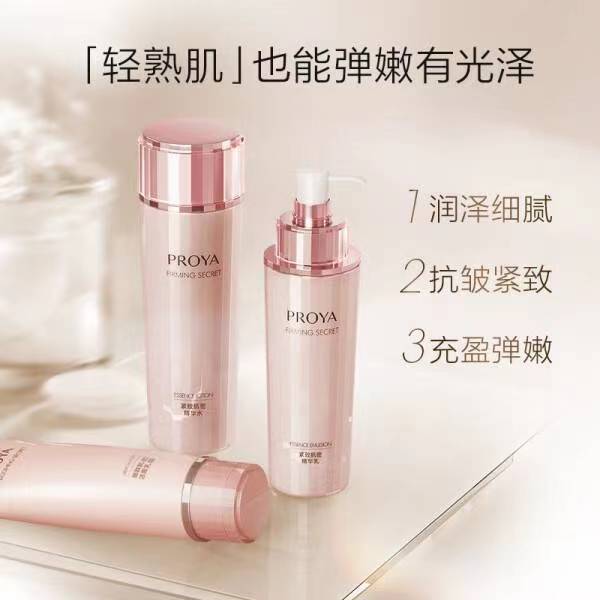 「轻熟肌」也能弹嫩有光泽
1 润泽细腻
2 抗皱紧致
3 充盈弹嫩
PROYA
FIRMING SECRET
ESSENCE LOTION
紧致肌密
精华水
PROYA
FIRMING SECRET
ESSENCE EMULSION
紧致肌密
精华乳
PROYA